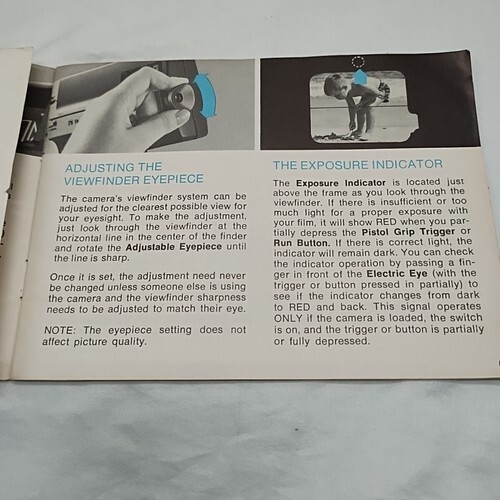 ADJUSTING THE
VIEWFINDER EYEPIECE
The camera's viewfinder system can be
adjusted for the clearest possible view for
your eyesight. To make the adjustment,
just look through the viewfinder at the
horizontal line in the center of the finder
and rotate the Adjustable Eyepiece until
the line is sharp.
Once it is set, the adjustment need never
be changed unless someone else is using
the camera and the viewfinder sharpness
needs to be adjusted to match their eye.
NOTE: The eyepiece setting does not
affect picture quality.
THE EXPOSURE INDICATOR
The Exposure Indicator is located just
above the frame as you look through the
viewfinder. If there is insufficient or too
much light for a proper exposure with
your film, it will show RED when you par-
tially depress the Pistol Grip Trigger or
Run Button. If there is correct light, the
indicator will remain dark. You can check
the indicator operation by passing a fin-
ger in front of the Electric Eye (with the
trigger or button pressed in partially) to
see if the indicator changes from dark
to RED and back. This signal operates
ONLY if the camera is loaded, the switch
is on, and the trigger or button is partially
or fully depressed.